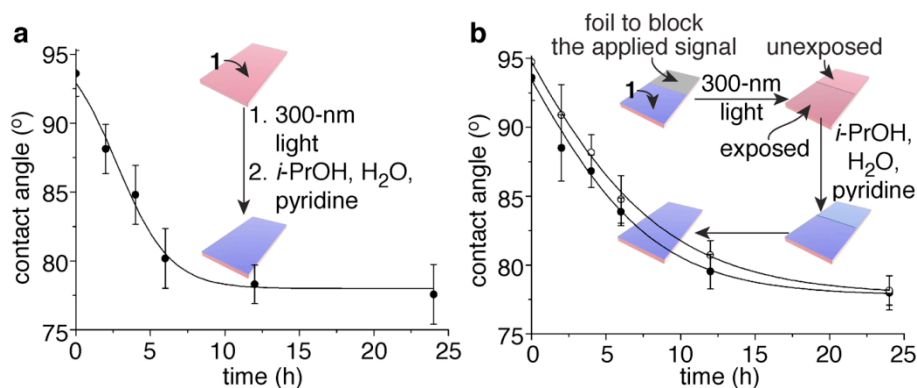 a
95
90
85
80
75
contact angle (º)
0
5
10
15
20
25
time (h)
1
1. 300-nm
light
2. i-PrOH, H₂O,
pyridine
b
95
90
85
80
75
contact angle (º)
0
5
10
15
20
25
time (h)
foil to block
the applied signal
unexposed
1
300-nm
light
exposed
i-PrOH,
H₂O,
pyridine